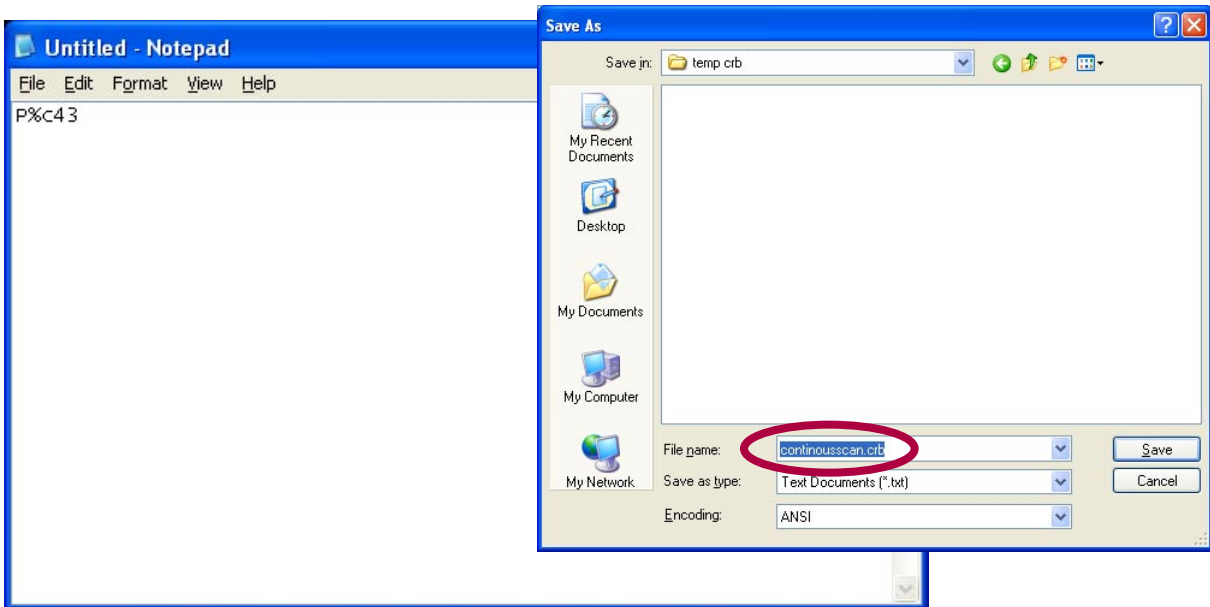 Untitled - Notepad
File Edit Format View Help
P%c43
Save As
Save in: temp crb
My Recent
Documents
Desktop
My Documents
My Computer
My Network
File name: continousscan.crb
Save
Save as type: Text Documents (*.txt)
Cancel
Encoding: ANSI